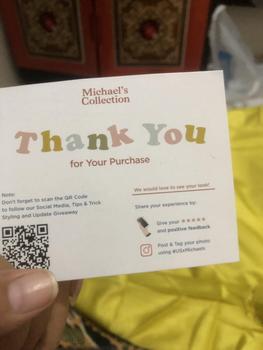 Michael's
Collection
Thank You
for Your Purchase
Note:
Don't forget to scan the QR Code
to follow our Social Media, Tips & Trick
Styling and Update Giveaway
We would love to see your look!
Share your experience by:
Give your ★★★★★
and positive feedback
Post & Tag your photo
using #USxMichaels